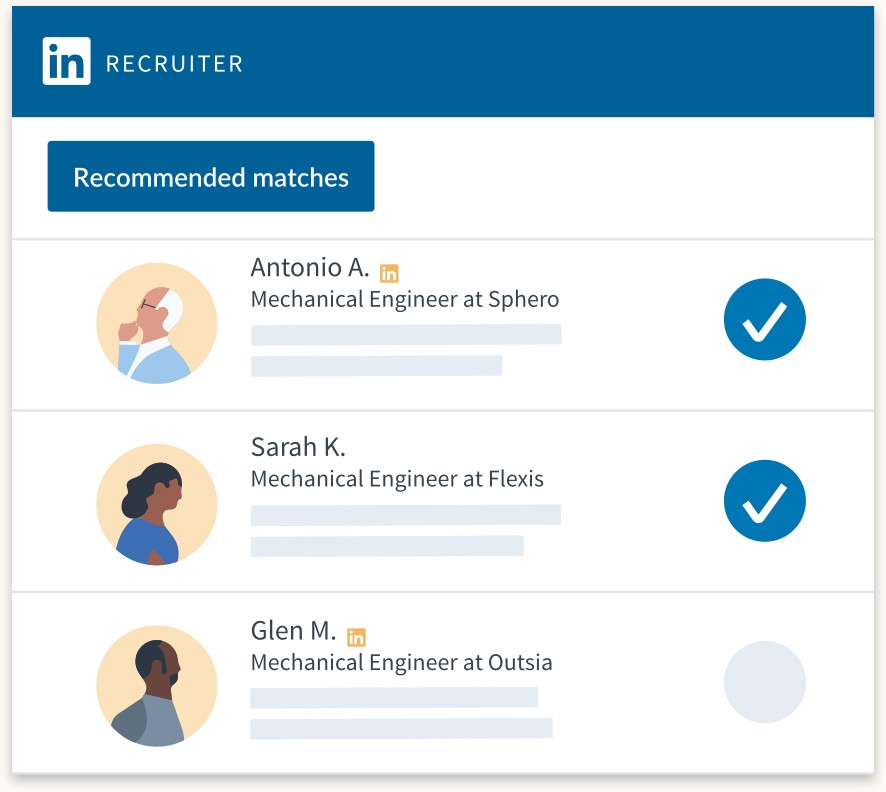 in RECRUITER
Recommended matches
Antonio A. in
Mechanical Engineer at Sphero
Sarah K.
Mechanical Engineer at Flexis
Glen M. in
Mechanical Engineer at Outsia